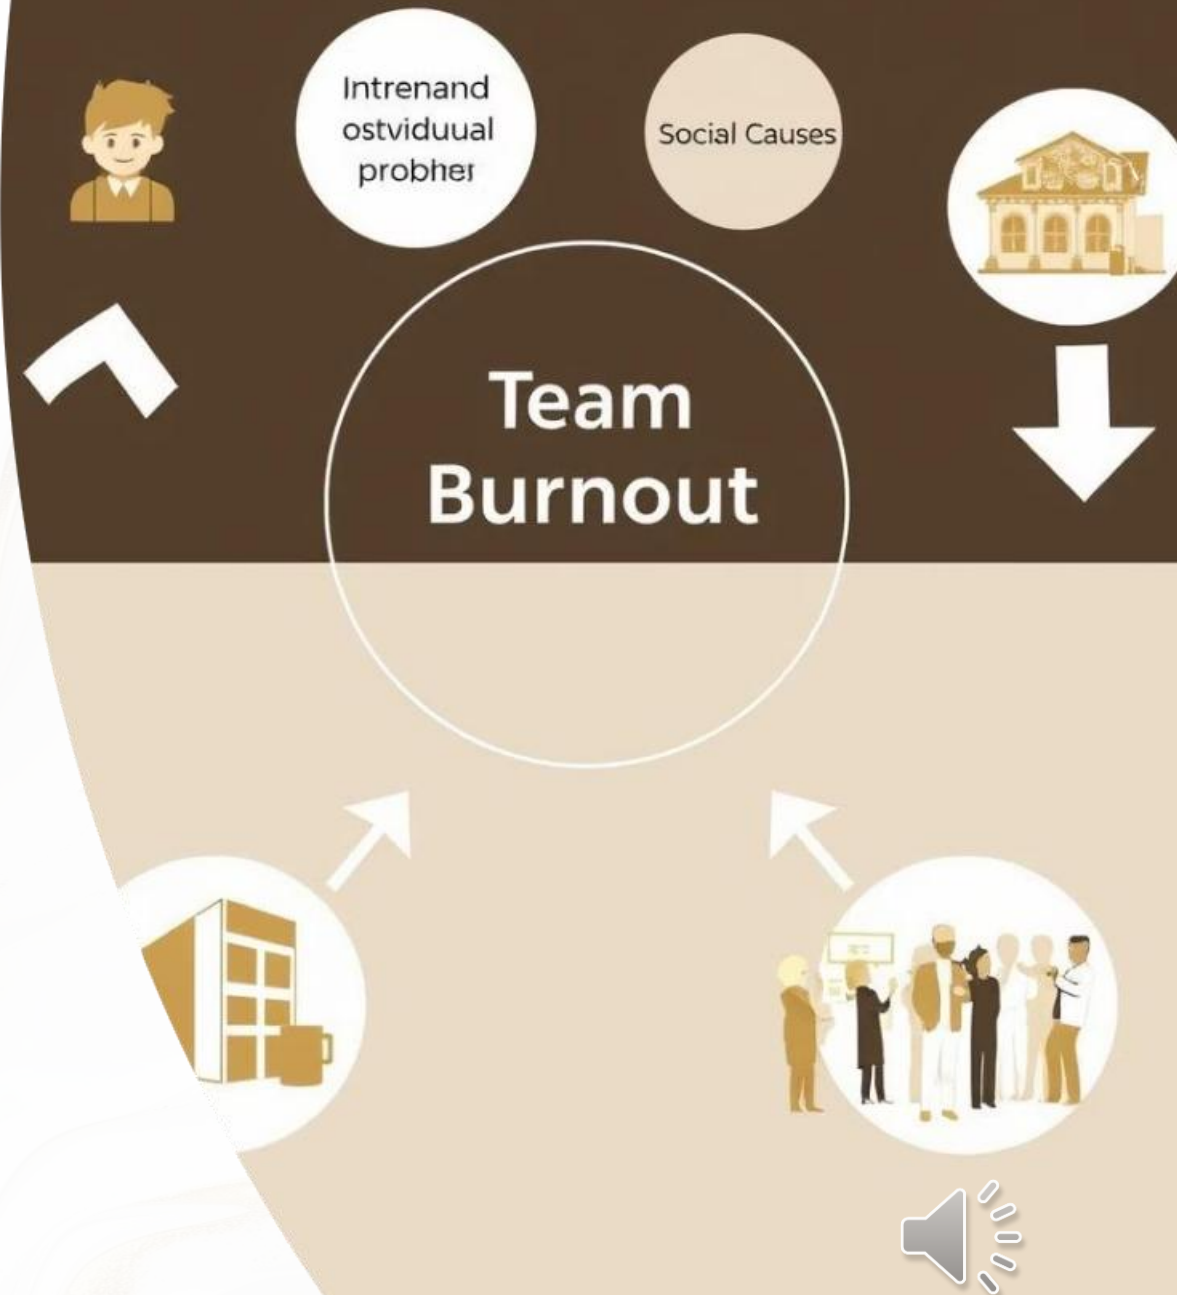 Intrenand
ostviduual
probher
Social Causes
Team
Burnout